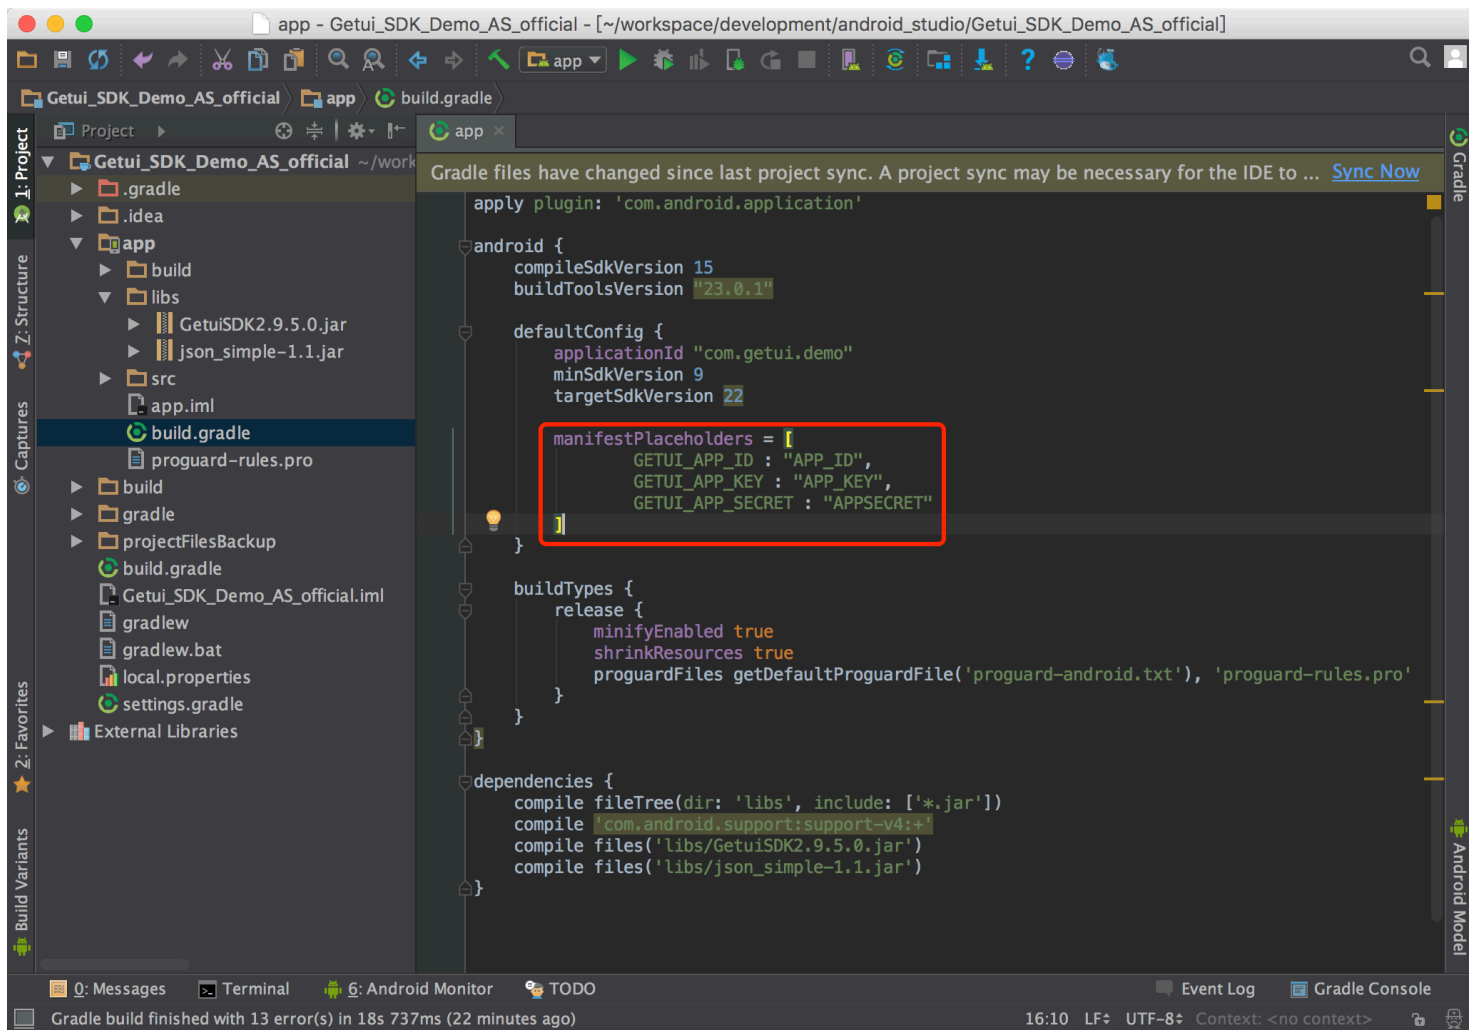 app - Getui_SDK_Demo_AS_official - [~/workspace/development/android_studio/Getui_SDK_Demo_AS_official]
app
Getui_SDK_Demo_AS_official
app
build.gradle
Project
app
1: Project
Z: Structure
Captures
2: Favorites
Build Variants
Getui_SDK_Demo_AS_official ~/work
.gradle
.idea
app
build
libs
GetuiSDK2.9.5.0.jar
json_simple-1.1.jar
src
app.iml
build.gradle
proguard-rules.pro
build
gradle
projectFilesBackup
build.gradle
Getui_SDK_Demo_AS_official.iml
gradlew
gradlew.bat
local.properties
settings.gradle
External Libraries
Gradle files have changed since last project sync. A project sync may be necessary for the IDE to ... Sync Now
apply plugin: 'com.android.application'
android {
compileSdkVersion 15
buildToolsVersion "23.0.1"
defaultConfig {
applicationId "com.getui.demo"
minSdkVersion 9
targetSdkVersion 22
manifestPlaceholders = [
GETUI_APP_ID : "APP_ID",
GETUI_APP_KEY : "APP_KEY",
GETUI_APP_SECRET : "APPSECRET"
]
}
buildTypes {
release {
minifyEnabled true
shrinkResources true
proguardFiles getDefaultProguardFile('proguard-android.txt'), 'proguard-rules.pro'
}
}
}
dependencies {
compile fileTree(dir: 'libs', include: ['*.jar'])
compile 'com.android.support:support-v4:+'
compile files('libs/GetuiSDK2.9.5.0.jar')
compile files('libs/json_simple-1.1.jar')
}
Gradle
Android Model
0: Messages
Terminal
6: Android Monitor
TODO
Event Log
Gradle Console
Gradle build finished with 13 error(s) in 18s 737ms (22 minutes ago)
16:10
LF
UTF-8
Context: <no context>